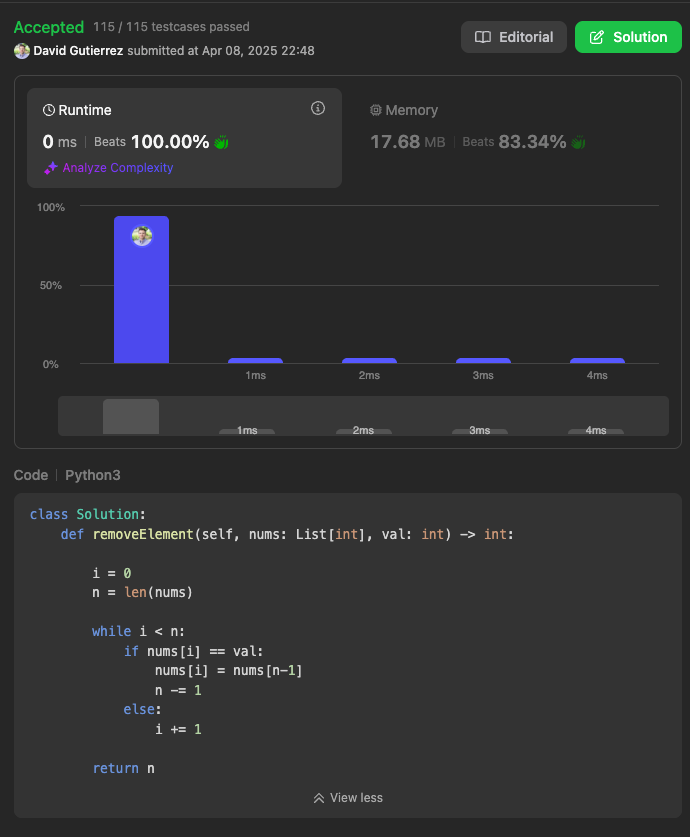 Accepted 115 / 115 testcases passed
David Gutierrez submitted at Apr 08, 2025 22:48
Editorial
Solution
Runtime
0 ms | Beats 100.00%
Analyze Complexity
Memory
17.68 MB | Beats 83.34%
100%
50%
0%
1ms 2ms 3ms 4ms
1ms 2ms 3ms 4ms
Code | Python3
class Solution:
    def removeElement(self, nums: List[int], val: int) -> int:

        i = 0
        n = len(nums)

        while i < n:
            if nums[i] == val:
                nums[i] = nums[n-1]
                n -= 1
            else:
                i += 1

        return n
View less